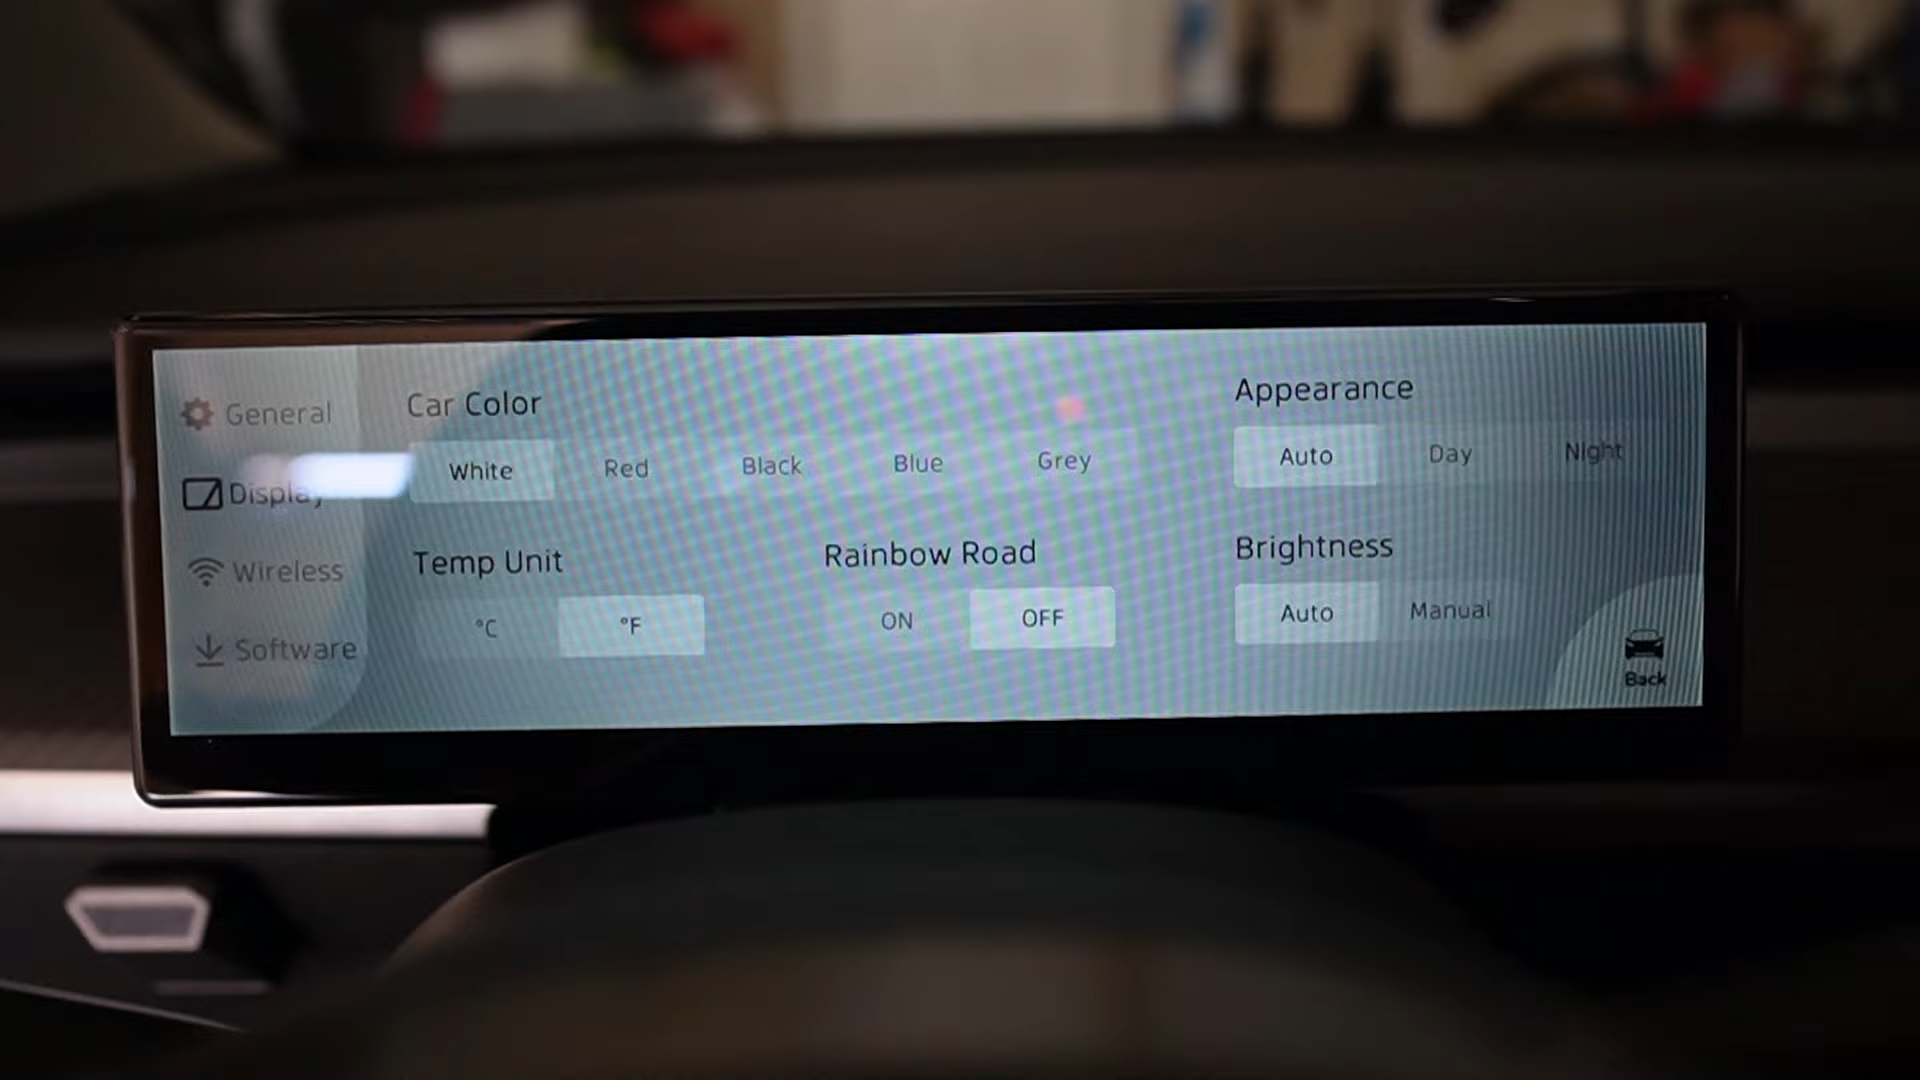 General
Display
Wireless
Software
Car Color
White Red Black Blue Grey
Temp Unit
°C °F
Rainbow Road
ON OFF
Appearance
Auto Day Night
Brightness
Auto Manual
Back